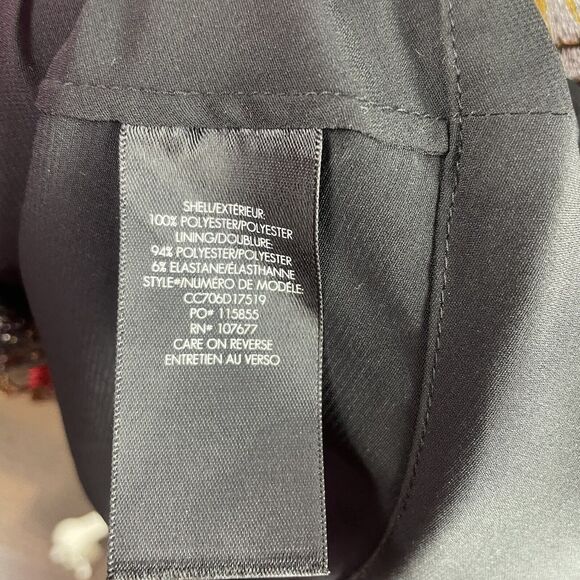 SHELL/EXTÉRIEUR:
100% POLYESTER/POLYESTER
LINING/DOUBLURE:
94% POLYESTER/POLYESTER
6% ELASTANE/ÉLASTHANNE
STYLE#/NUMÉRO DE MODÈLE:
CC706D17519
PO# 115855
RN# 107677
CARE ON REVERSE
ENTRETIEN AU VERSO